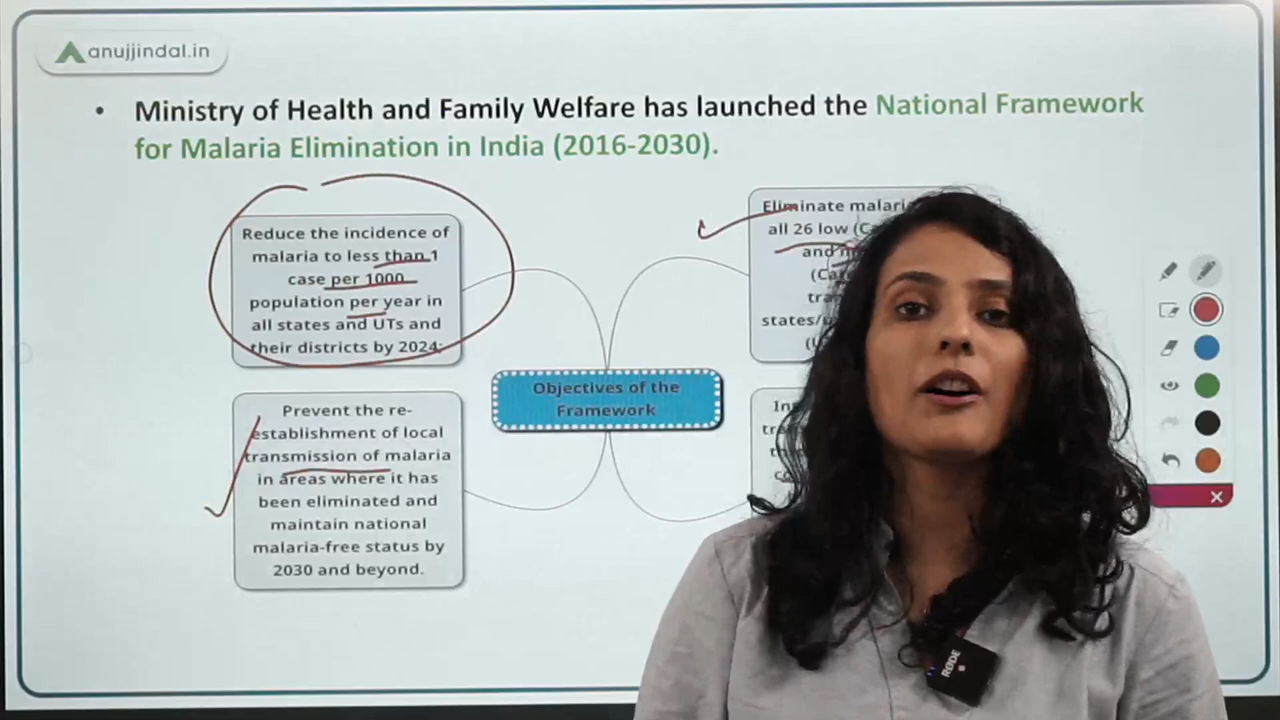 anujjindal.in
• Ministry of Health and Family Welfare has launched the National Framework
for Malaria Elimination in India (2016-2030).
Reduce the incidence of
malaria to less than 1
case per 1000
population per year in
all states and UTs and
their districts by 2024;
Eliminate
all 26 low
and
Objectives of the
Framework
Prevent the re-
establishment of local
transmission of malaria
in areas where it has
been eliminated and
maintain national
malaria-free status by
2030 and beyond.
RØDE